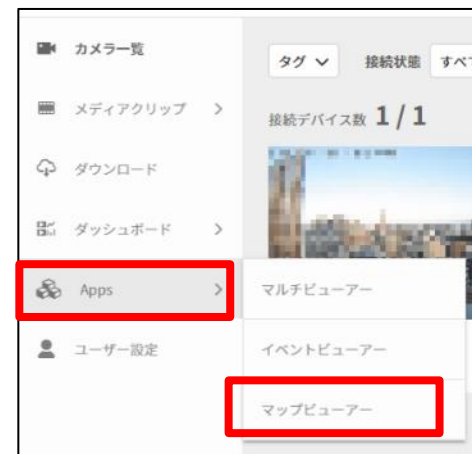 カメラ一覧
メディアクリップ
ダウンロード
ダッシュボード
Apps
ユーザー設定
タグ 接続状態
接続デバイス数 1 / 1
マルチビューアー
イベントビューアー
マップビューアー